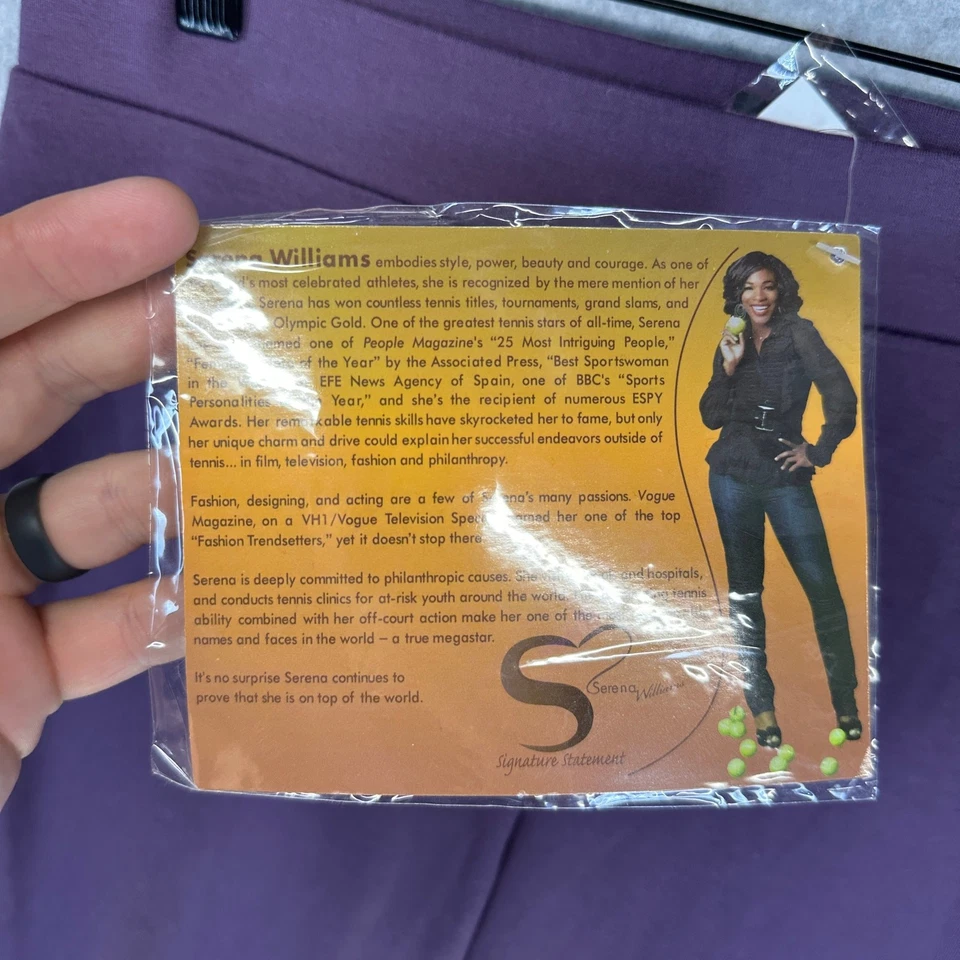 Serena Williams embodies style, power, beauty and courage. As one of
most celebrated athletes, she is recognized by the mere mention of her
Serena has won countless tennis titles, tournaments, grand slams, and
Olympic Gold. One of the greatest tennis stars of all-time, Serena
one of People Magazine's “25 Most Intriguing People,”
of the Year” by the Associated Press, “Best Sportswoman
in the EFE News Agency of Spain, one of BBC's “Sports
Personalities Year,” and she's the recipient of numerous ESPY
Awards. Her remarkable tennis skills have skyrocketed her to fame, but only
her unique charm and drive could explain her successful endeavors outside of
tennis... in film, television, fashion and philanthropy.
Fashion, designing, and acting are a few of Serena's many passions. Vogue
Magazine, on a VH1/Vogue Television her one of the top
“Fashion Trendsetters,” yet it doesn't stop there
Serena is deeply committed to philanthropic causes. She and hospitals,
and conducts tennis clinics for at-risk youth around the world. tennis
ability combined with her off-court action make her one of the
names and faces in the world – a true megastar.
It's no surprise Serena continues to
prove that she is on top of the world.
Serena Williams
Signature Statement